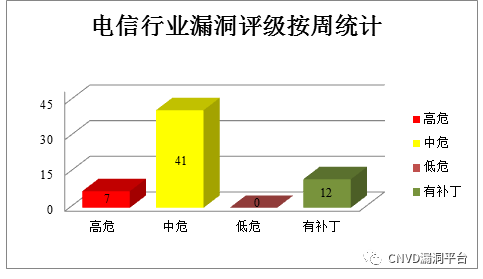 电信行业漏洞评级按周统计
45
30
15
0
7
41
0
12
高危
中危
低危
有补丁
高危
中危
低危
有补丁
CNVD漏洞平台